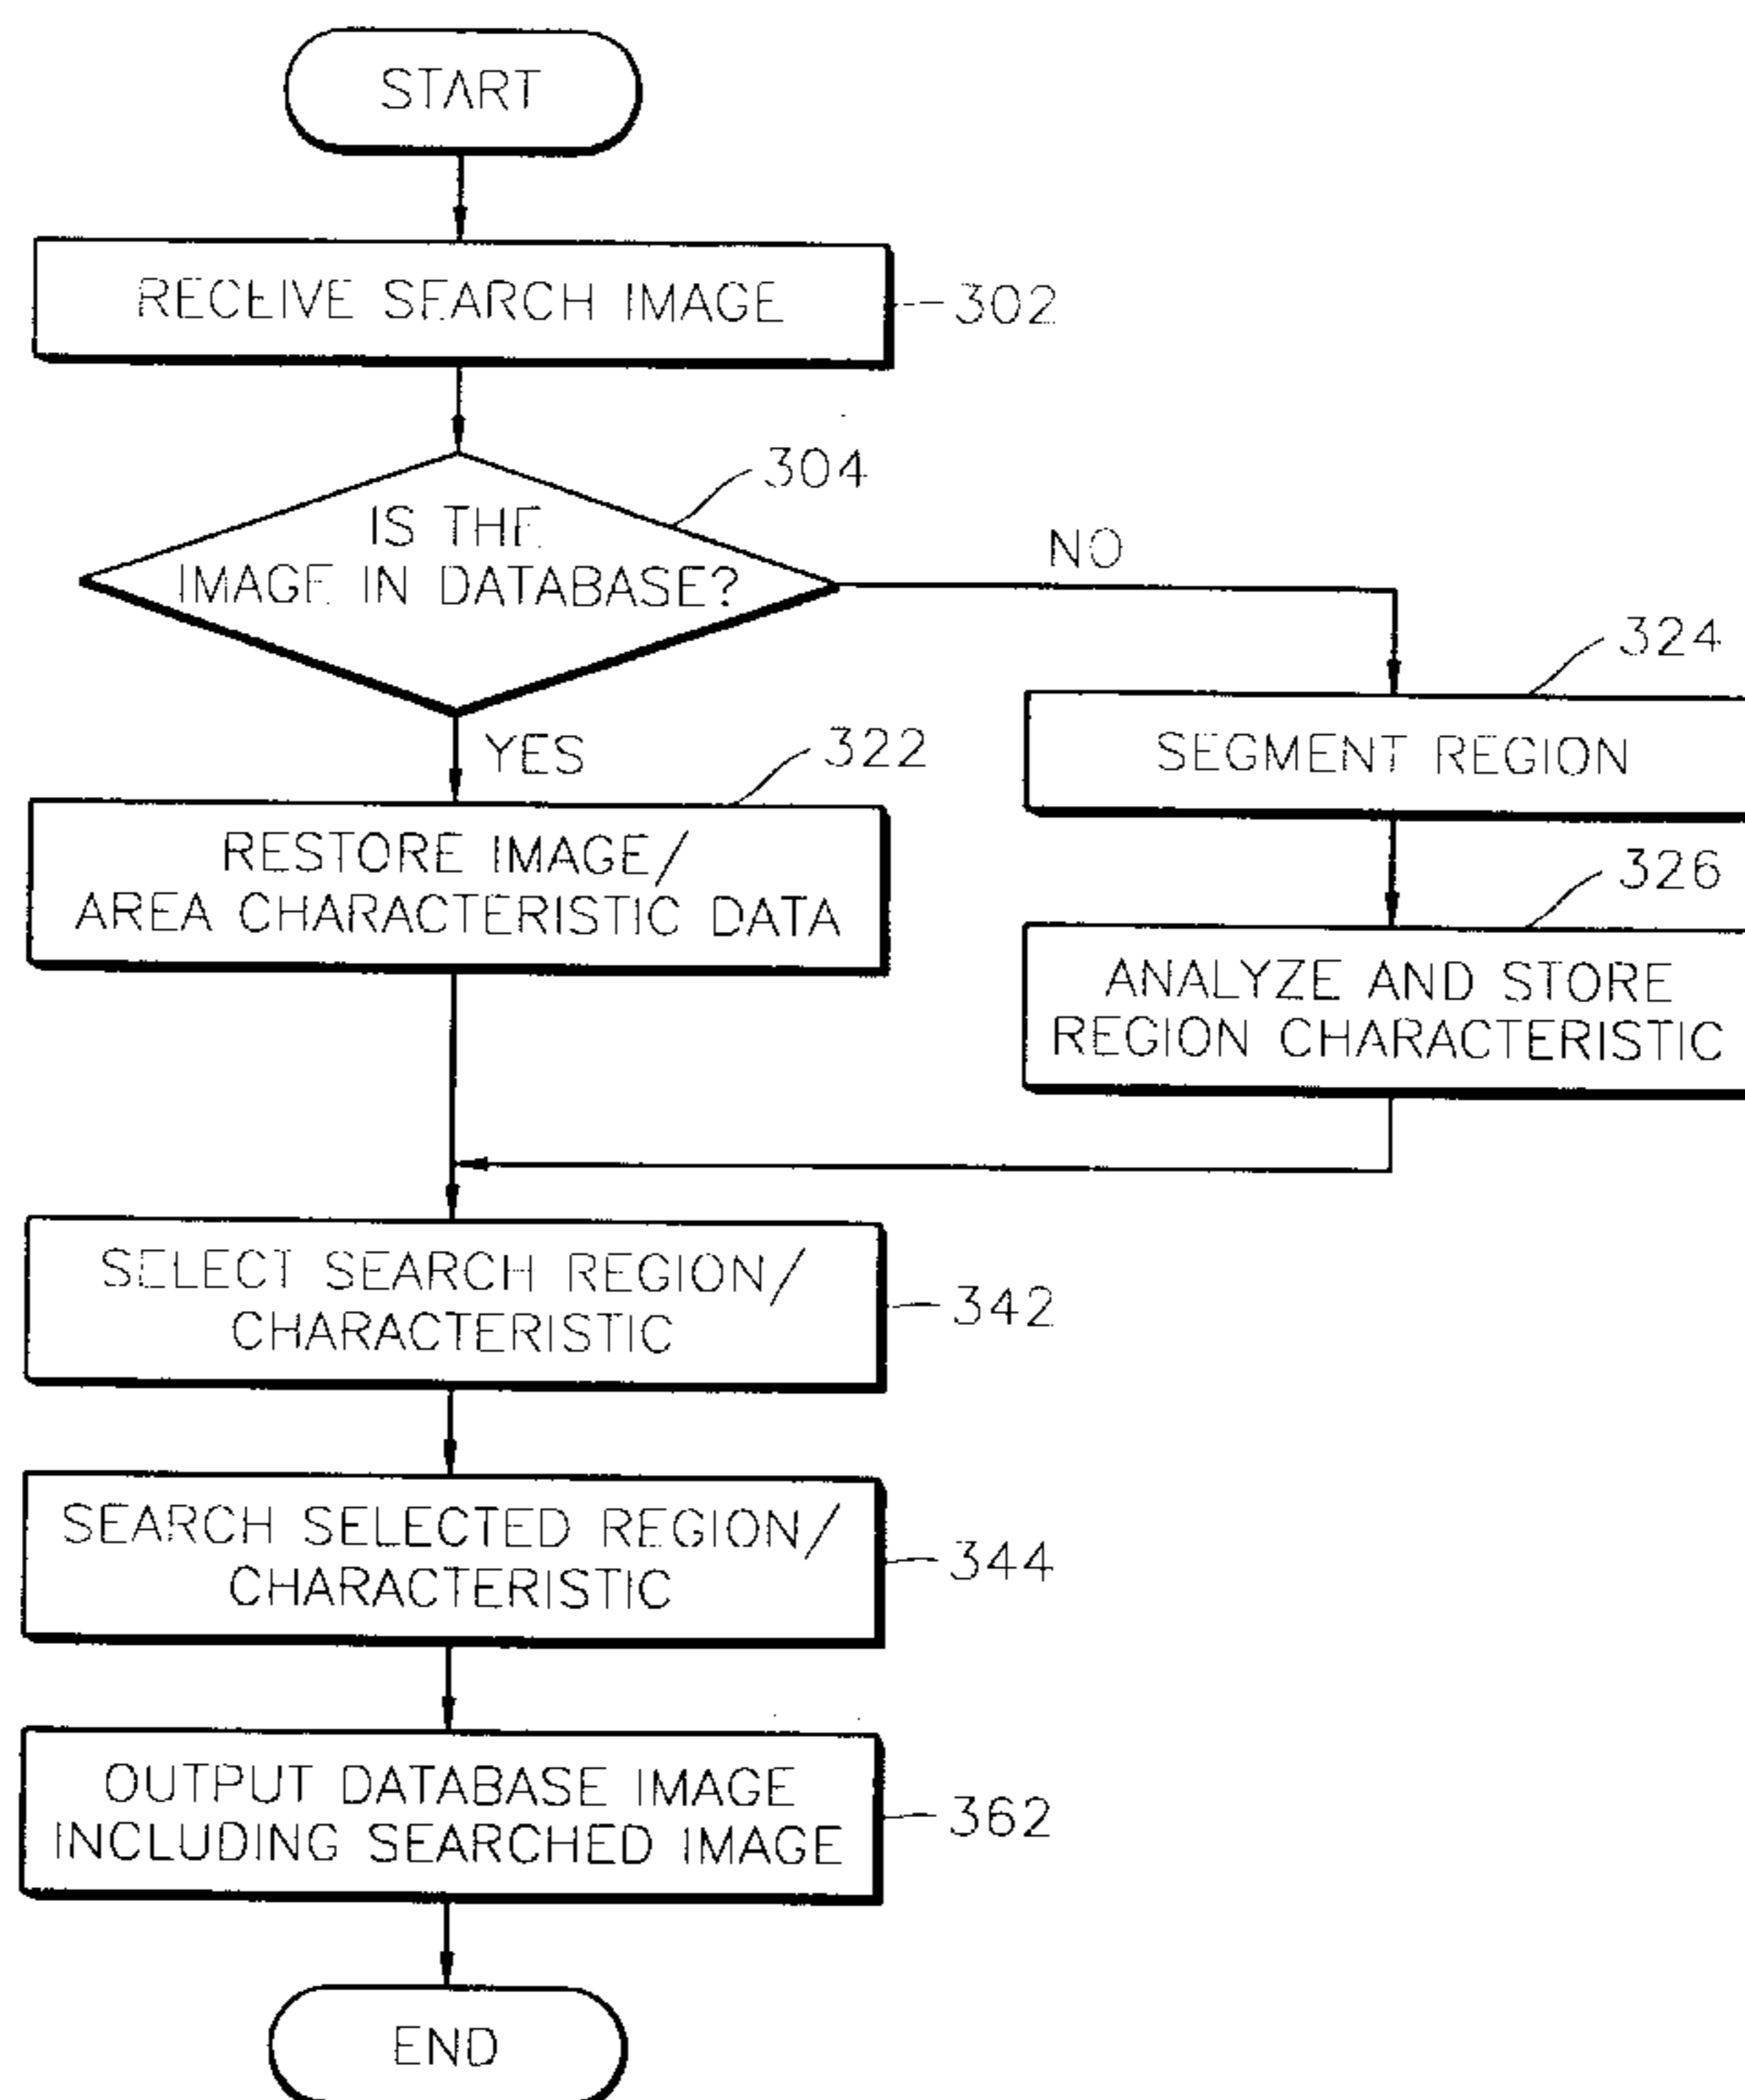 START
RECEIVE SEARCH IMAGE
302
304
IS THE
IMAGE IN DATABASE?
NO
324
SEGMENT REGION
YES
322
RESTORE IMAGE/
AREA CHARACTERISTIC DATA
326
ANALYZE AND STORE
REGION CHARACTERISTIC
SELECT SEARCH REGION/
CHARACTERISTIC
342
SEARCH SELECTED REGION/
CHARACTERISTIC
344
OUTPUT DATABASE IMAGE
INCLUDING SEARCHED IMAGE
362
END